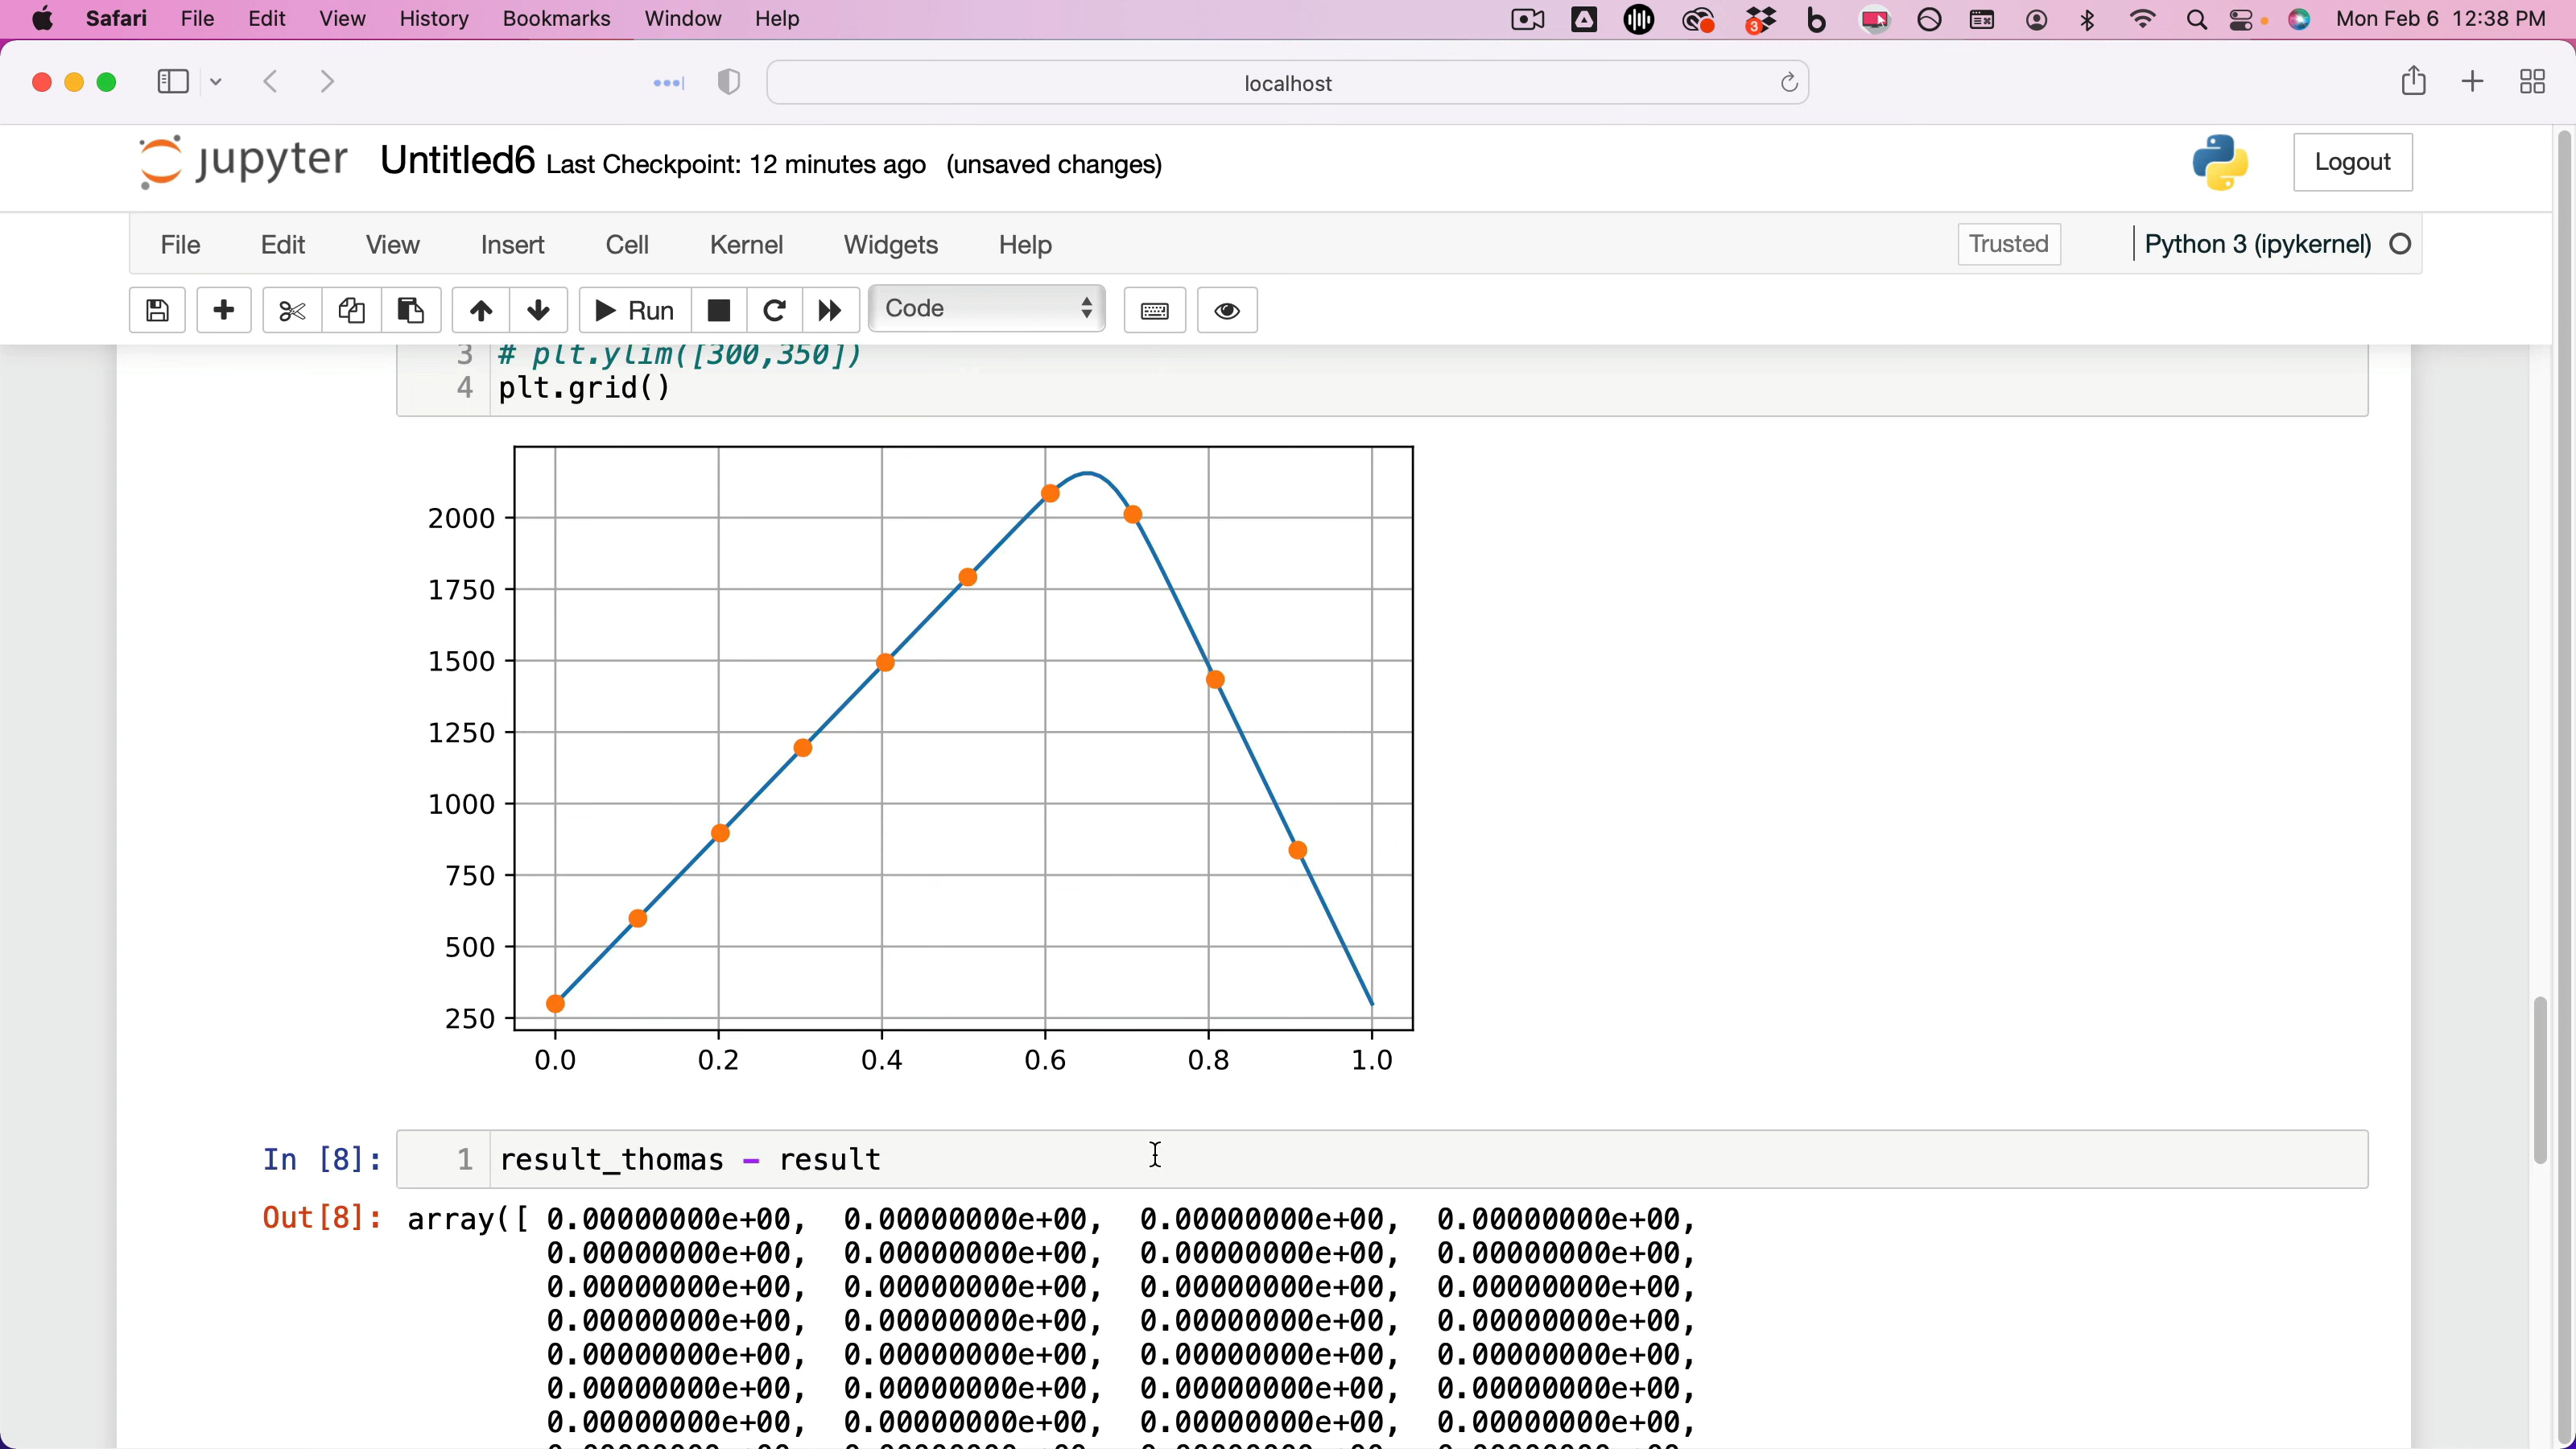 Safari File Edit View History Bookmarks Window Help 3 Mon Feb 6 12:38 PM
localhost
jupyter Untitled6 Last Checkpoint: 12 minutes ago (unsaved changes) Logout
File Edit View Insert Cell Kernel Widgets Help Trusted Python 3 (ipykernel)
Run Code
3 # plt.ylim([300,350])
4 plt.grid()
2000
1750
1500
1250
1000
750
500
250
0.0 0.2 0.4 0.6 0.8 1.0
In [8]: 1 result_thomas - result
Out[8]: array([ 0.00000000e+00, 0.00000000e+00, 0.00000000e+00, 0.00000000e+00,
0.00000000e+00, 0.00000000e+00, 0.00000000e+00, 0.00000000e+00,
0.00000000e+00, 0.00000000e+00, 0.00000000e+00, 0.00000000e+00,
0.00000000e+00, 0.00000000e+00, 0.00000000e+00, 0.00000000e+00,
0.00000000e+00, 0.00000000e+00, 0.00000000e+00, 0.00000000e+00,
0.00000000e+00, 0.00000000e+00, 0.00000000e+00, 0.00000000e+00,
0.00000000e+00, 0.00000000e+00, 0.00000000e+00, 0.00000000e+00,